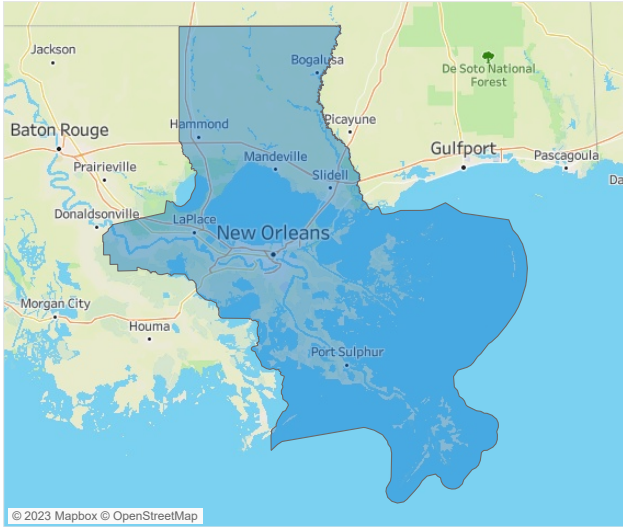 Jackson
Bogalusa
De Soto National
Forest
Hammond
Picayune
Baton Rouge
Gulfport
Mandeville
Pascagoula
Prairieville
Slidell
Da
Donaldsonville
LaPlace
New Orleans
Morgan City
Houma
Port Sulphur
© 2023 Mapbox © OpenStreetMap